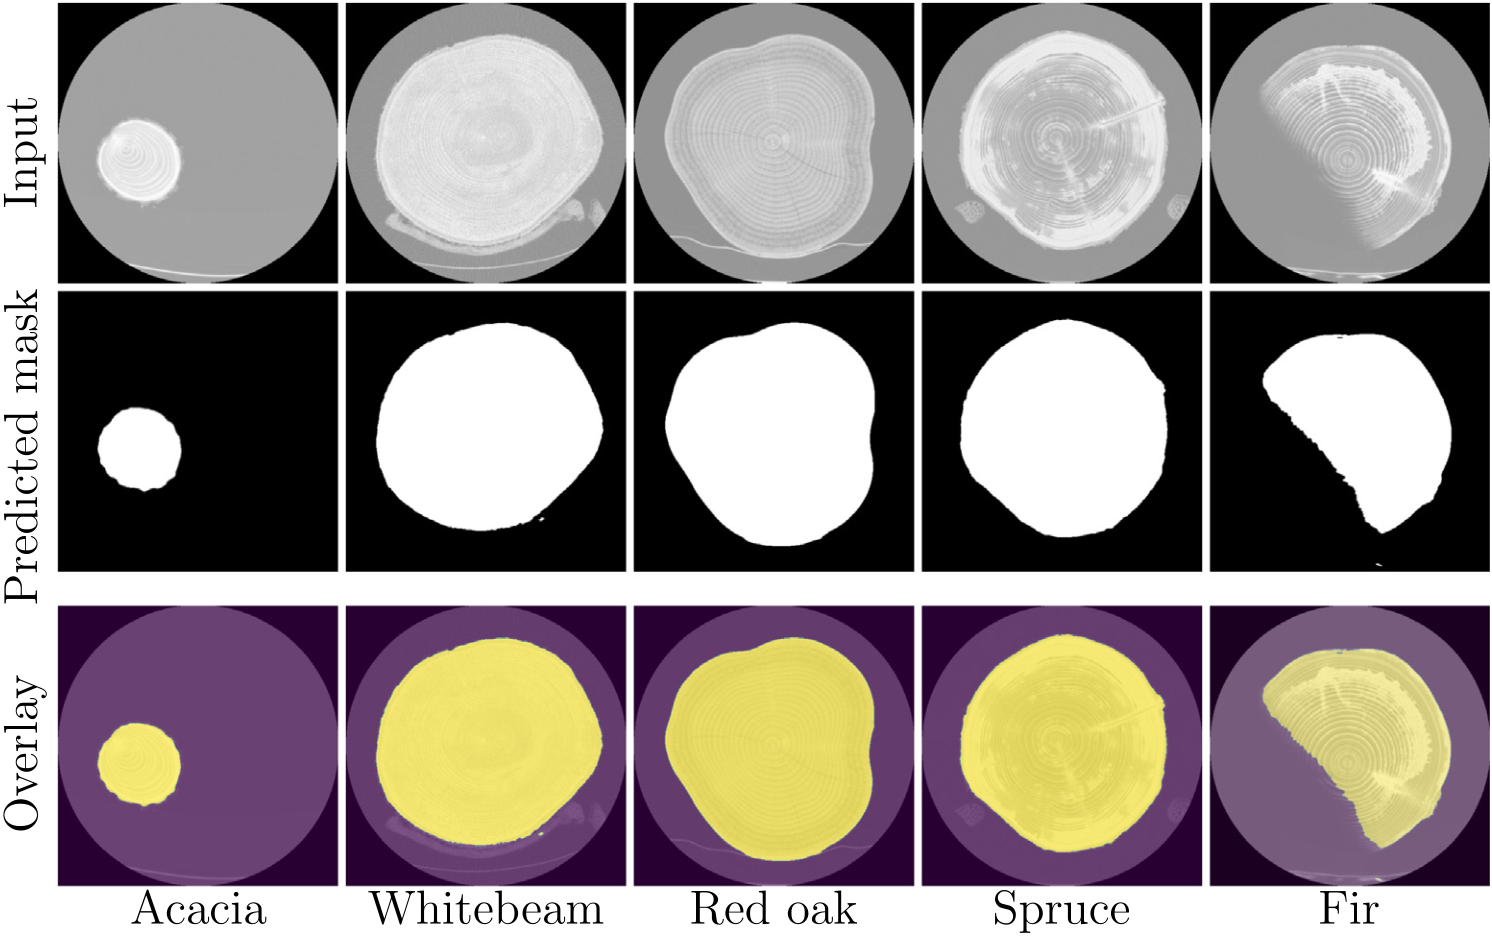 Input
Predicted mask
Overlay
Acacia
Whitebeam
Red oak
Spruce
Fir